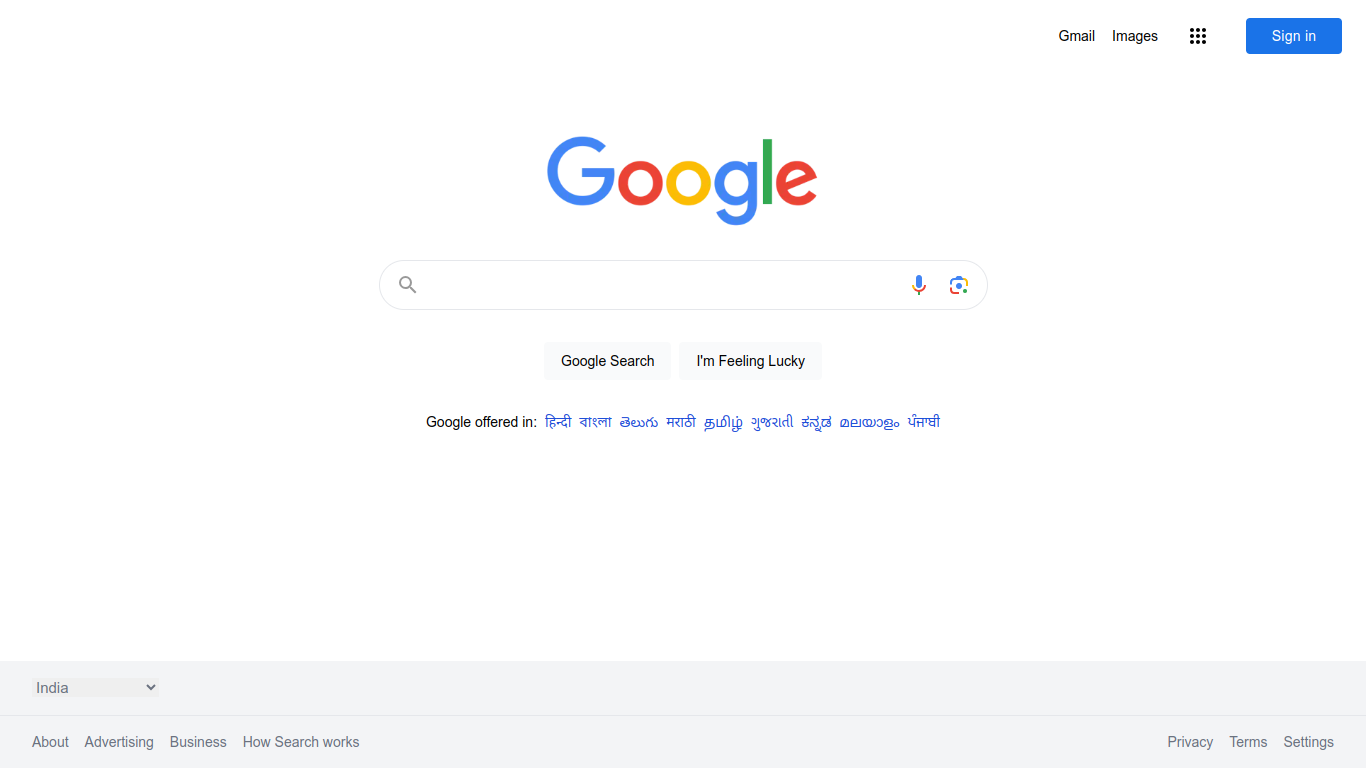 Gmail Images Sign in
Google
Google Search I'm Feeling Lucky
Google offered in: हिन्दी বাংলা తెలుగు मराठी தமிழ் ગુજરાતી ಕನ್ನಡ മലയാളം ਪੰਜਾਬੀ
India
About Advertising Business How Search works Privacy Terms Settings